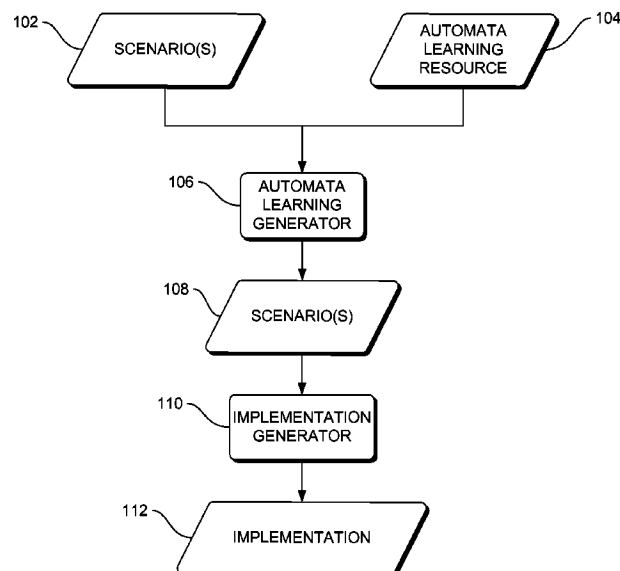 102
SCENARIO(S)
AUTOMATA
LEARNING
RESOURCE
104
106
AUTOMATA
LEARNING
GENERATOR
108
SCENARIO(S)
110
IMPLEMENTATION
GENERATOR
112
IMPLEMENTATION